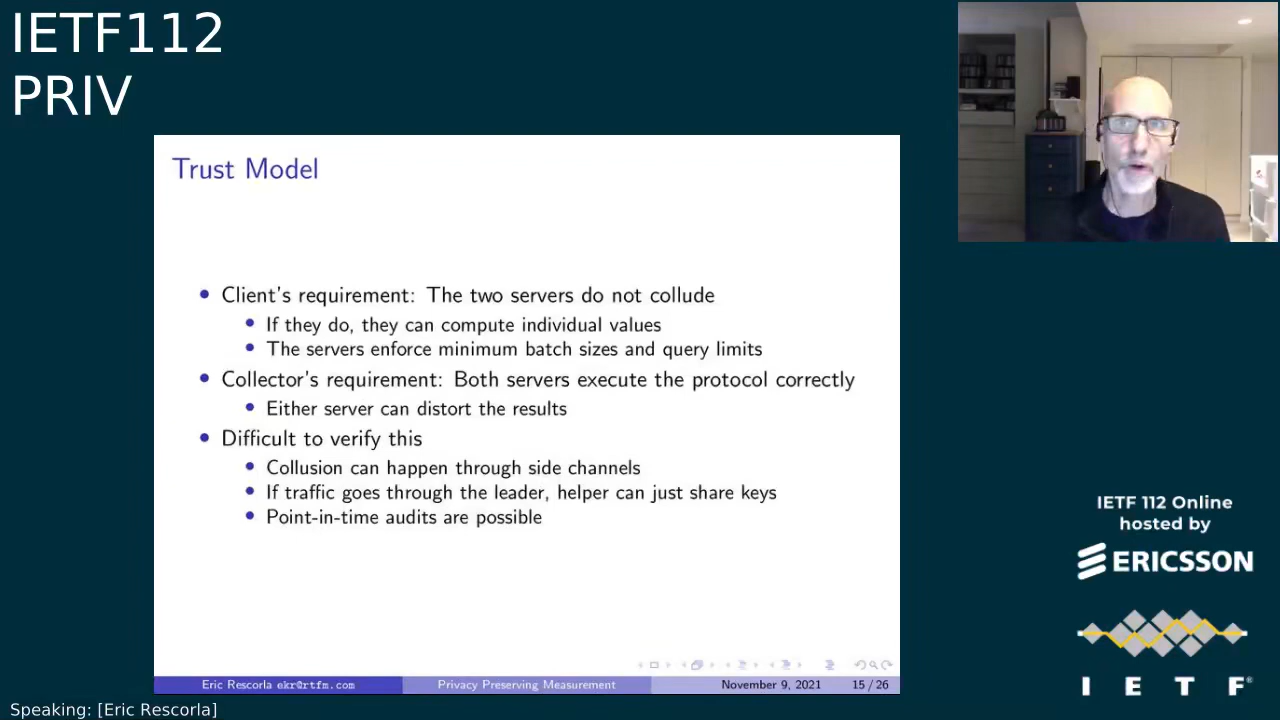 IETF112
PRIV
Trust Model
• Client's requirement: The two servers do not collude
• If they do, they can compute individual values
• The servers enforce minimum batch sizes and query limits
• Collector's requirement: Both servers execute the protocol correctly
• Either server can distort the results
• Difficult to verify this
• Collusion can happen through side channels
• If traffic goes through the leader, helper can just share keys
• Point-in-time audits are possible
Eric Rescorla ekr@rtfm.com Privacy Preserving Measurement November 9, 2021 15 / 26
IETF 112 Online
hosted by
ERICSSON
I E T F®
Speaking: [Eric Rescorla]